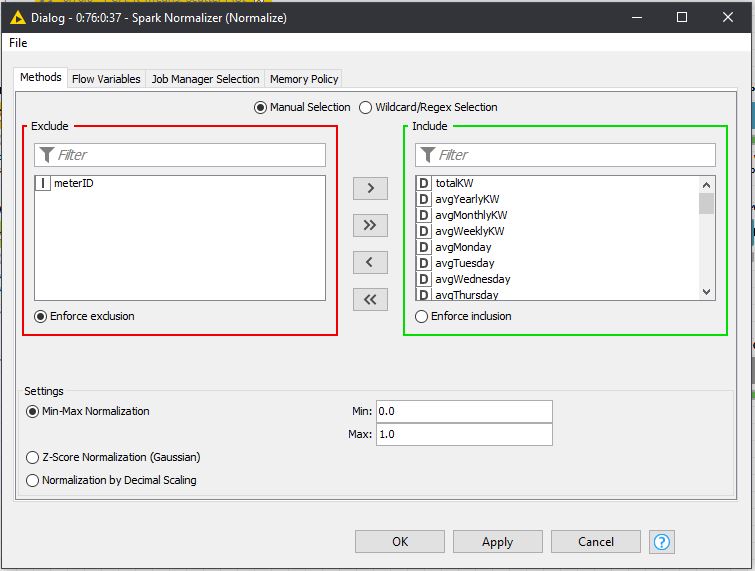 Dialog - 0:76:0:37 - Spark Normalizer (Normalize)
File
Methods Flow Variables Job Manager Selection Memory Policy
Manual Selection Wildcard/Regex Selection
Exclude
Filter
I meterID
Enforce exclusion
>
>>
<
<<
Include
Filter
D totalKW
D avgYearlyKW
D avgMonthlyKW
D avgWeeklyKW
D avgMonday
D avgTuesday
D avgWednesday
D avgThursday
Enforce inclusion
Settings
Min-Max Normalization
Min: 0.0
Max: 1.0
Z-Score Normalization (Gaussian)
Normalization by Decimal Scaling
OK Apply Cancel ?